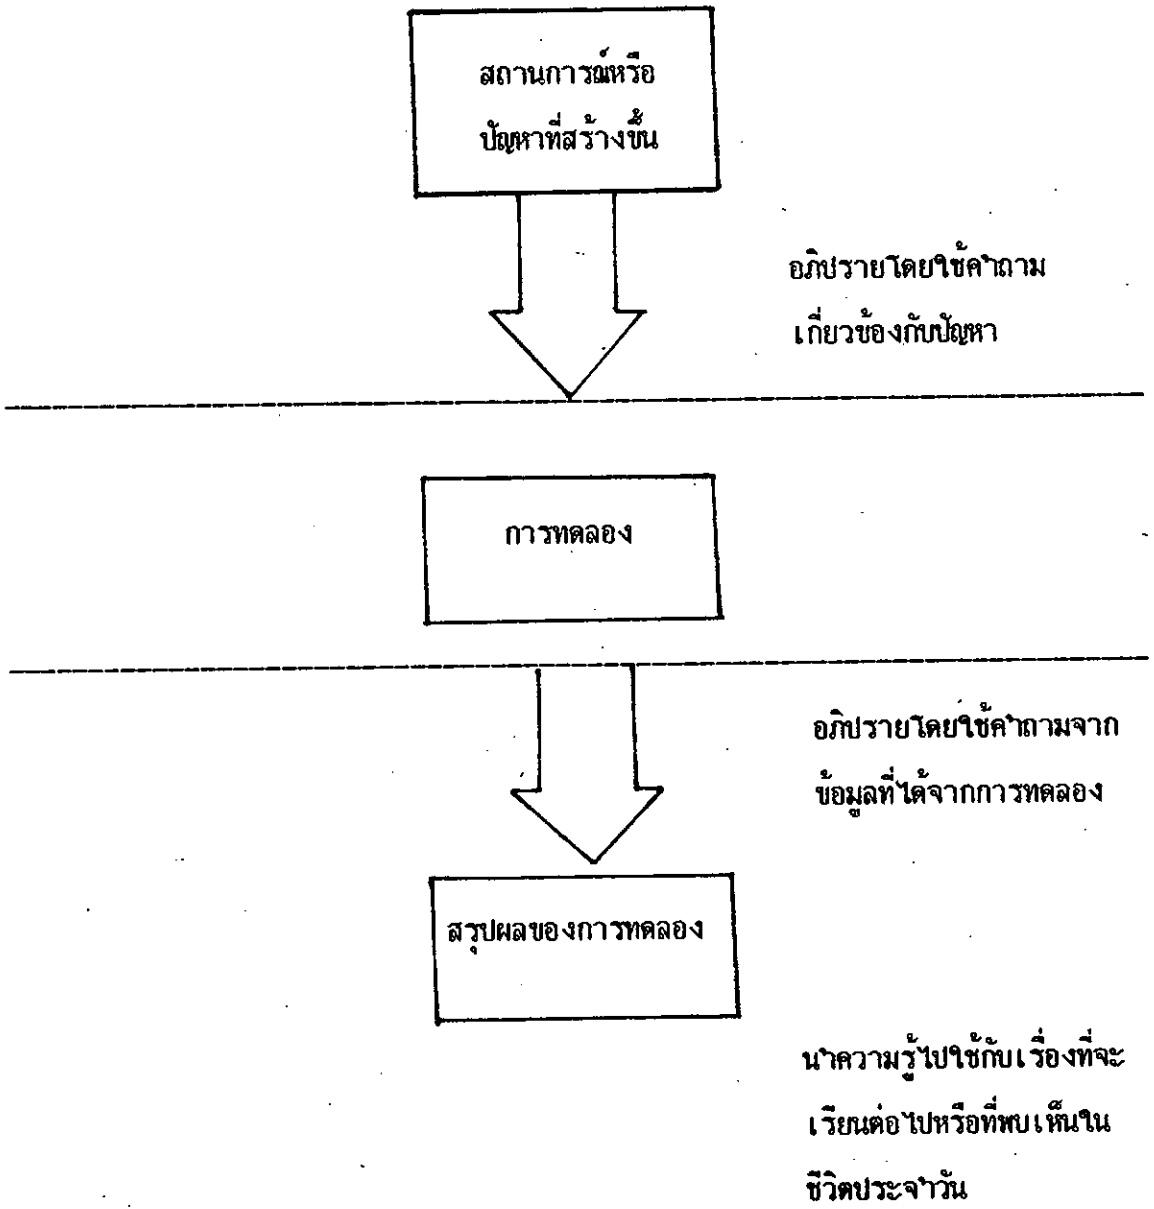 สถานการณ์หรือ
ปัญหาที่สร้างขึ้น
อภิปรายโดยใช้คำถาม
เกี่ยวข้องกับปัญหา
การทดลอง
อภิปรายโดยใช้คำถามจาก
ข้อมูลที่ได้จากการทดลอง
สรุปผลของการทดลอง
นำความรู้ไปใช้กับเรื่องที่จะ
เรียนต่อไปหรือที่พบเห็นใน
ชีวิตประจำวัน